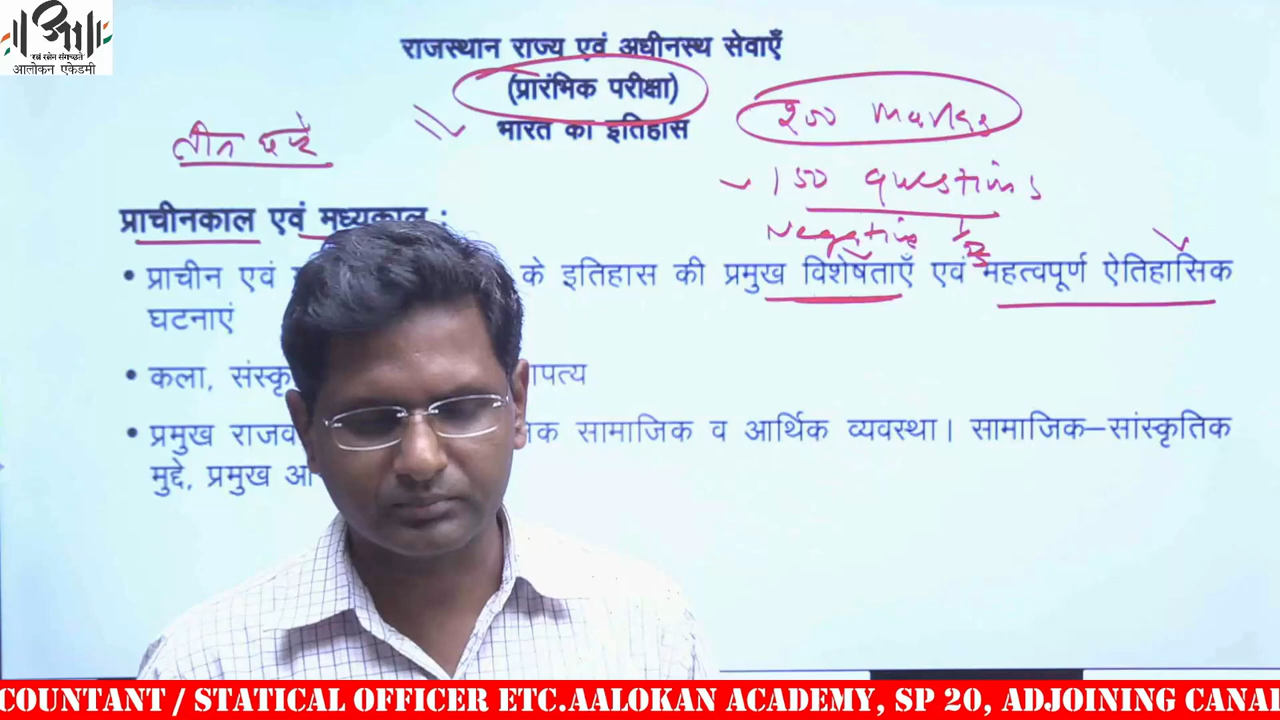 राजस्थान राज्य एवं अधीनस्थ सेवाएँ
(प्रारंभिक परीक्षा)
भारत का इतिहास
तीन घण्टे
200 Marks
150 questions
Negative 1/3
प्राचीनकाल एवं मध्यकाल :
• प्राचीन एवं के इतिहास की प्रमुख विशेषताएँ एवं महत्वपूर्ण ऐतिहासिक
घटनाएं
• कला,
• प्रमुख सामाजिक व आर्थिक व्यवस्था। सामाजिक–सांस्कृतिक
मुद्दे, प्रमुख
आलोकन एकेडमी
COUNTANT / STATICAL OFFICER ETC.AALOKAN ACADEMY, SP 20, ADJOINING CANAL